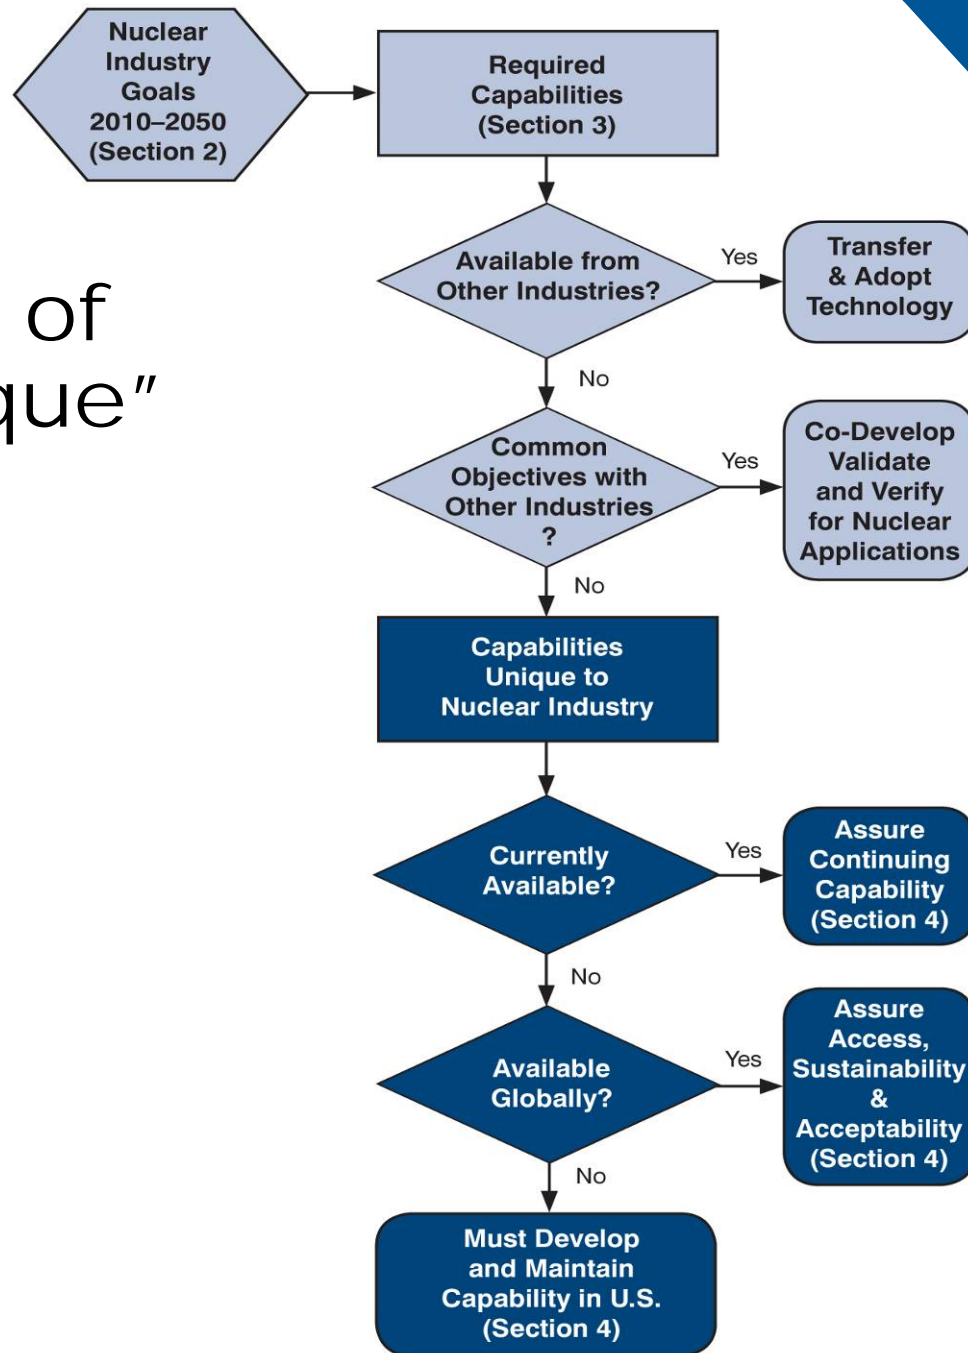 Nuclear
Industry
Goals
2010–2050
(Section 2)
Required
Capabilities
(Section 3)
of
que"
Available from
Other Industries?
Yes
Transfer
& Adopt
Technology
No
Common
Objectives with
Other Industries
?
Yes
Co-Develop
Validate
and Verify
for Nuclear
Applications
No
Capabilities
Unique to
Nuclear Industry
Currently
Available?
Yes
Assure
Continuing
Capability
(Section 4)
No
Available
Globally?
Yes
Assure
Access,
Sustainability
&
Acceptability
(Section 4)
No
Must Develop
and Maintain
Capability in U.S.
(Section 4)